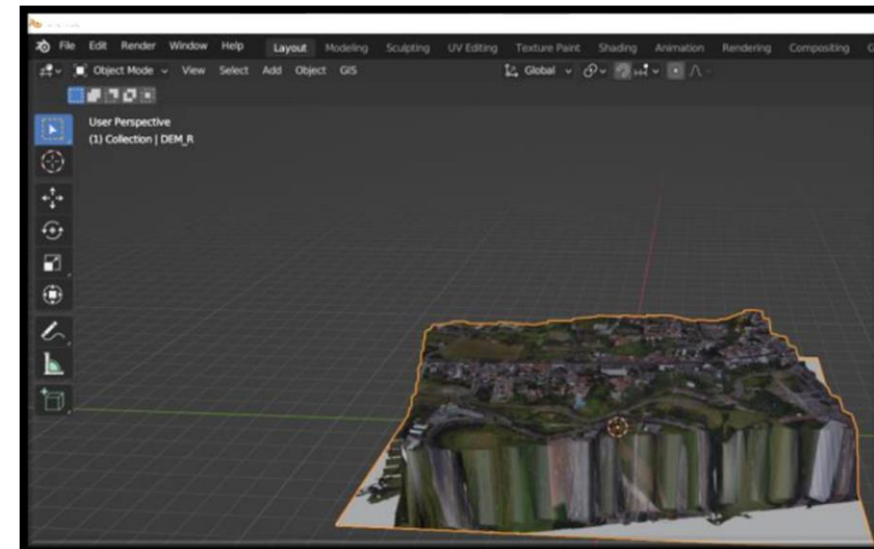 File Edit Render Window Help Layout Modeling Sculpting UV Editing Texture Paint Shading Animation Rendering Compositing
Object Mode View Select Add Object GIS Global
User Perspective
(1) Collection | DEM_R